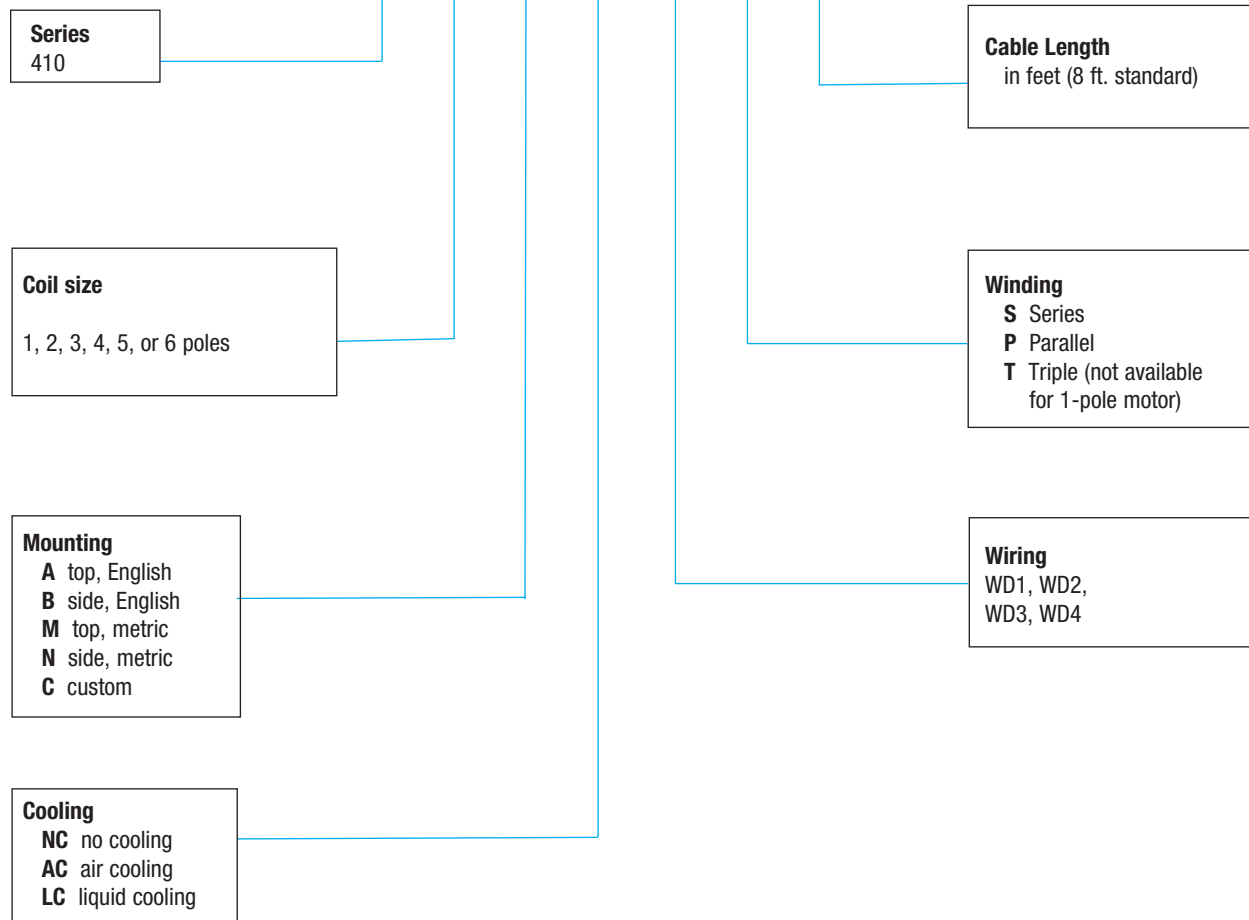 Series
410
Coil size
1, 2, 3, 4, 5, or 6 poles
Mounting
A top, English
B side, English
M top, metric
N side, metric
C custom
Cooling
NC no cooling
AC air cooling
LC liquid cooling
Cable Length
in feet (8 ft. standard)
Winding
S Series
P Parallel
T Triple (not available
for 1-pole motor)
Wiring
WD1, WD2,
WD3, WD4